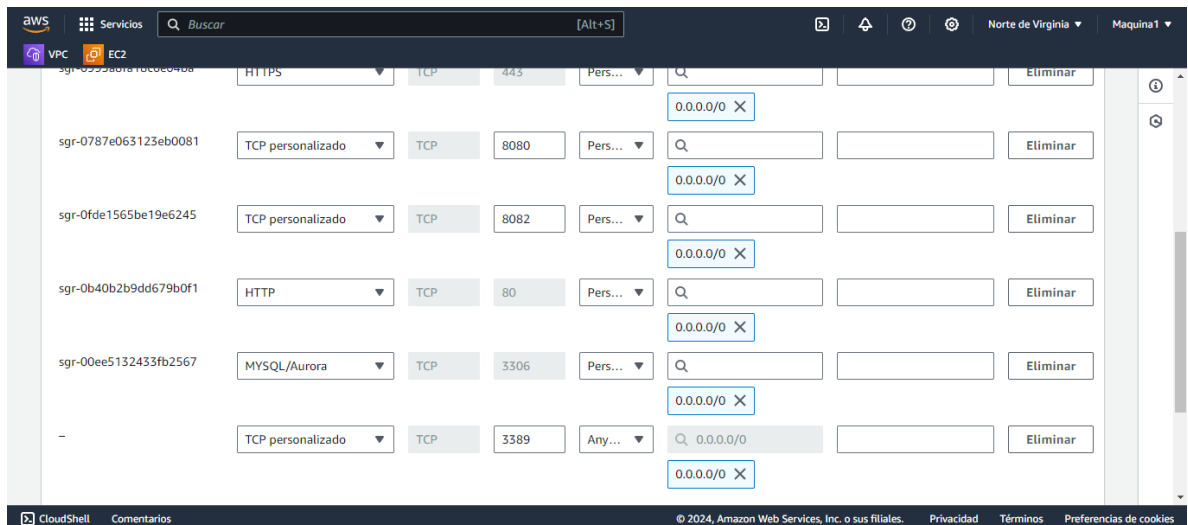 aws Servicios Buscar [Alt+S] Norte de Virginia Maquina1
VPC EC2
HTTPS TCP 443 Pers... Eliminar
0.0.0.0/0
sgr-0787e063123eb0081 TCP personalizado TCP 8080 Pers... Eliminar
0.0.0.0/0
sgr-0fde1565be19e6245 TCP personalizado TCP 8082 Pers... Eliminar
0.0.0.0/0
sgr-0b40b2b9dd679b0f1 HTTP TCP 80 Pers... Eliminar
0.0.0.0/0
sgr-00ee5132433fb2567 MYSQL/Aurora TCP 3306 Pers... Eliminar
0.0.0.0/0
– TCP personalizado TCP 3389 Any... 0.0.0.0/0 Eliminar
0.0.0.0/0
CloudShell Comentarios © 2024, Amazon Web Services, Inc. o sus filiales. Privacidad Términos Preferencias de cookies